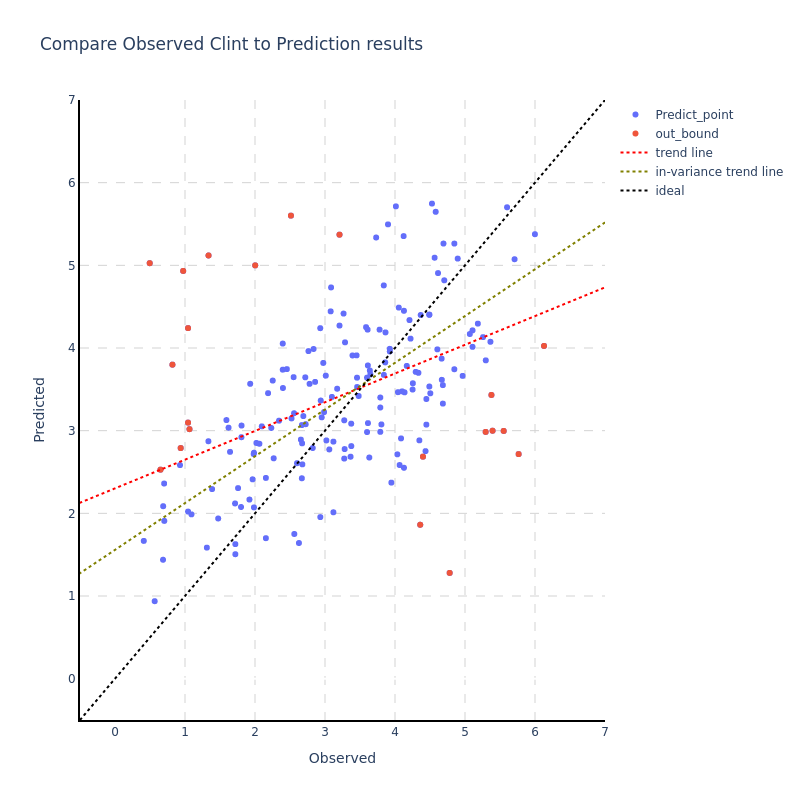 Compare Observed Clint to Prediction results
7
6
5
4
3
2
1
0
Predicted
0
1
2
3
4
5
6
7
Observed
Predict_point
out_bound
trend line
in-variance trend line
ideal